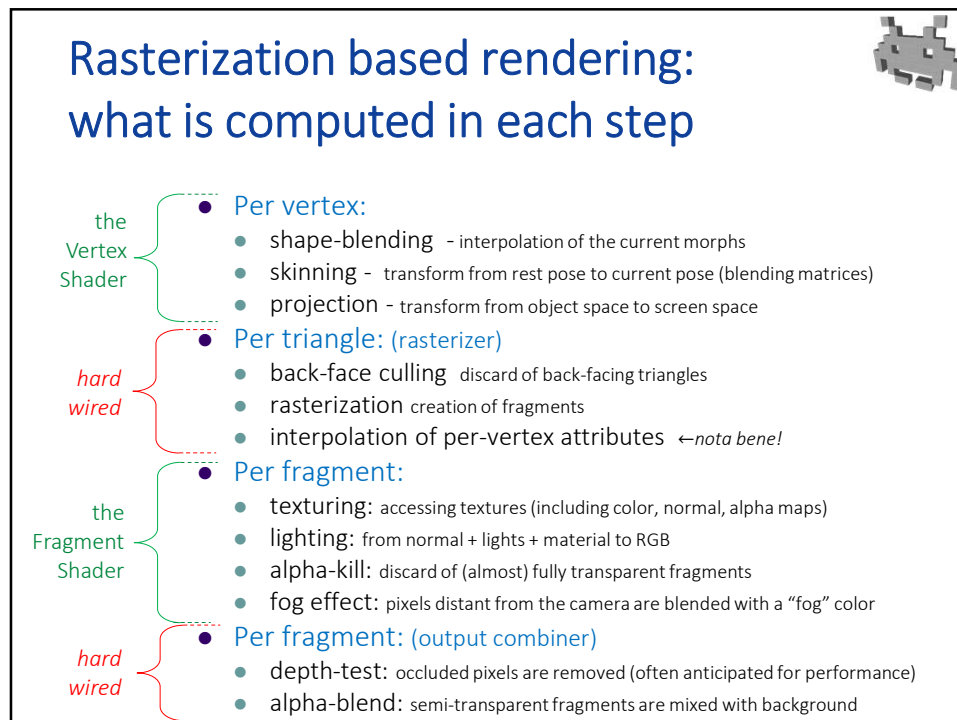 Rasterization based rendering:
what is computed in each step
the
Vertex
Shader
• Per vertex:
• shape-blending - interpolation of the current morphs
• skinning - transform from rest pose to current pose (blending matrices)
• projection - transform from object space to screen space
hard
wired
• Per triangle: (rasterizer)
• back-face culling discard of back-facing triangles
• rasterization creation of fragments
• interpolation of per-vertex attributes ←nota bene!
the
Fragment
Shader
• Per fragment:
• texturing: accessing textures (including color, normal, alpha maps)
• lighting: from normal + lights + material to RGB
• alpha-kill: discard of (almost) fully transparent fragments
• fog effect: pixels distant from the camera are blended with a “fog” color
hard
wired
• Per fragment: (output combiner)
• depth-test: occluded pixels are removed (often anticipated for performance)
• alpha-blend: semi-transparent fragments are mixed with background